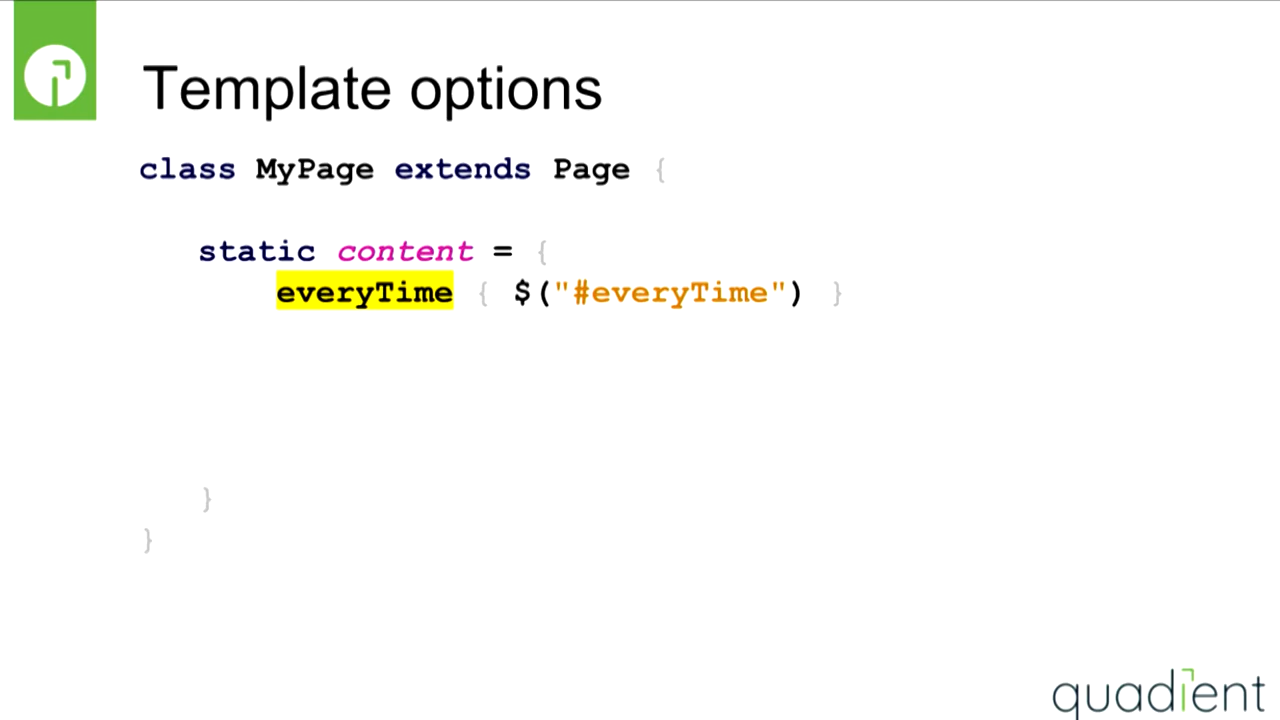 Template options
class MyPage extends Page {
static content = {
everyTime { $("#everyTime") }
}
}
quadient